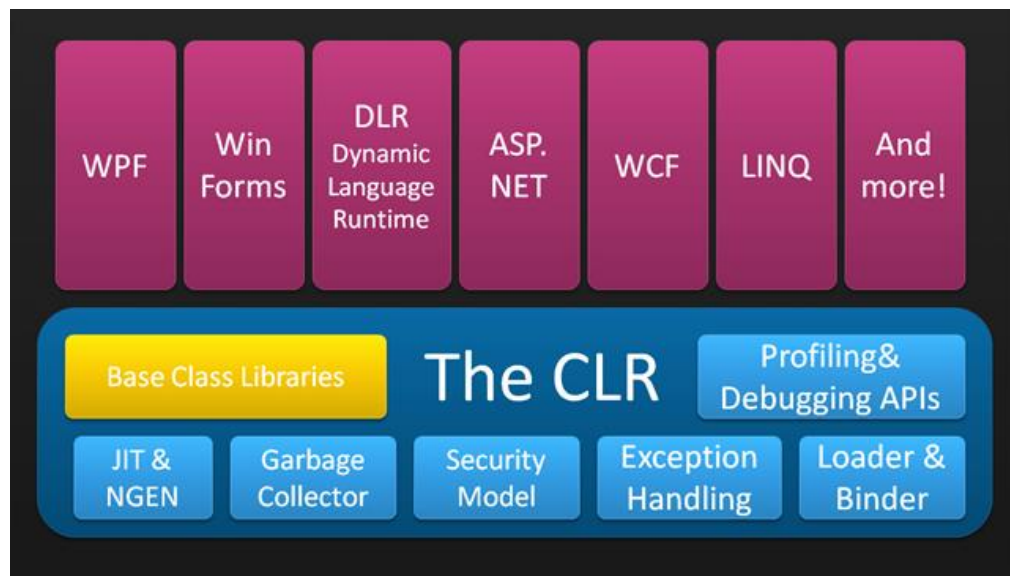 WPF
Win
Forms
DLR
Dynamic
Language
Runtime
ASP.
NET
WCF
LINQ
And
more!
Base Class Libraries
The CLR
Profiling&
Debugging APIs
JIT &
NGEN
Garbage
Collector
Security
Model
Exception
Handling
Loader &
Binder